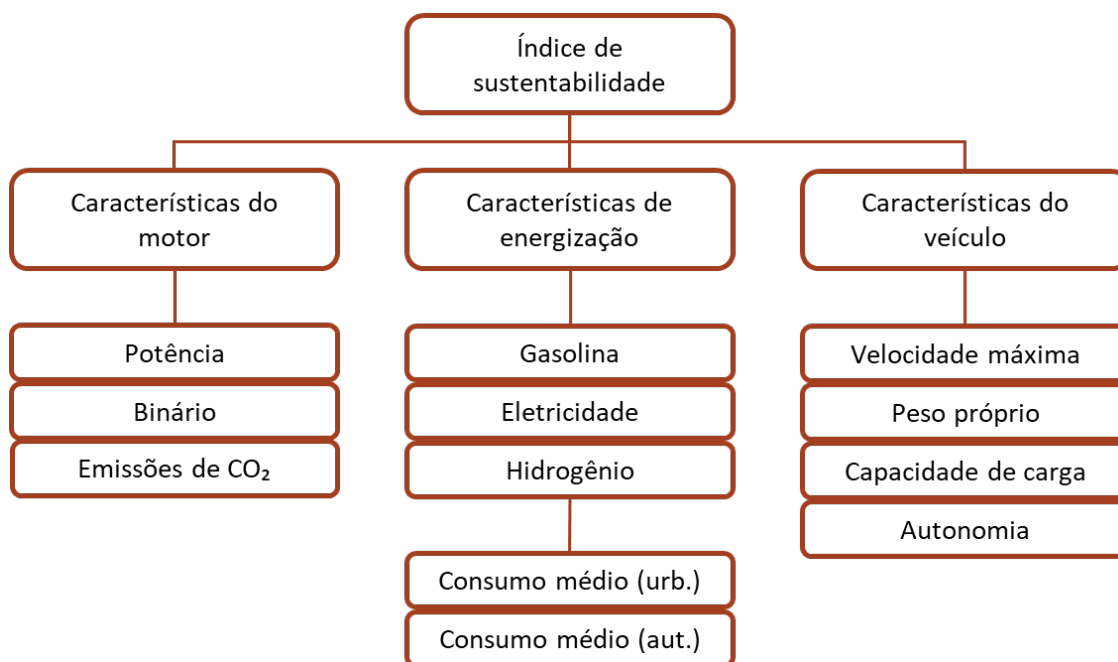 Índice de
sustentabilidade
Características do
motor
Características de
energização
Características do
veículo
Potência
Binário
Emissões de CO₂
Gasolina
Eletricidade
Hidrogênio
Velocidade máxima
Peso próprio
Capacidade de carga
Autonomia
Consumo médio (urb.)
Consumo médio (aut.)